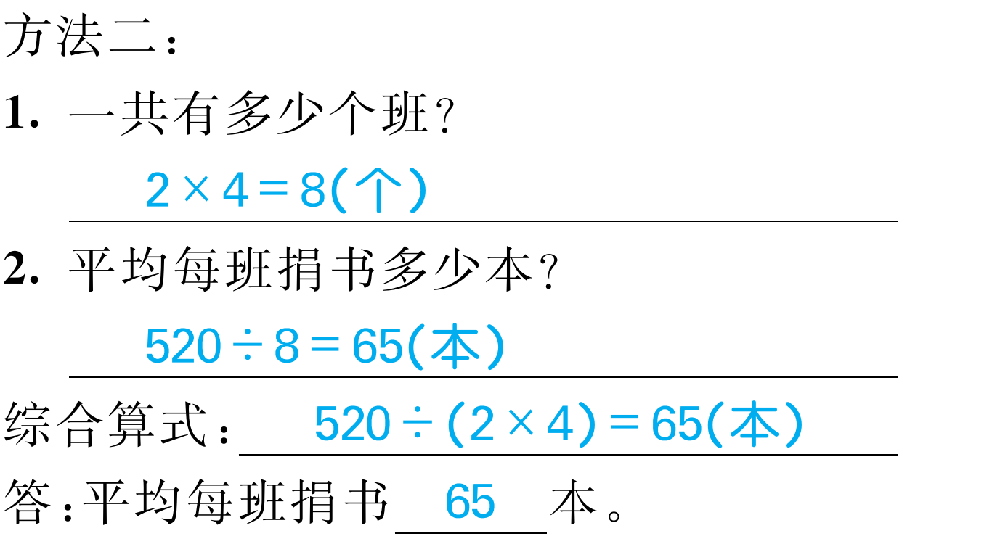 方法二：
1. 一共有多少个班？
2×4=8(个)
2. 平均每班捐书多少本？
520÷8=65(本)
综合算式： 520÷(2×4)=65(本)
答：平均每班捐书 65 本。